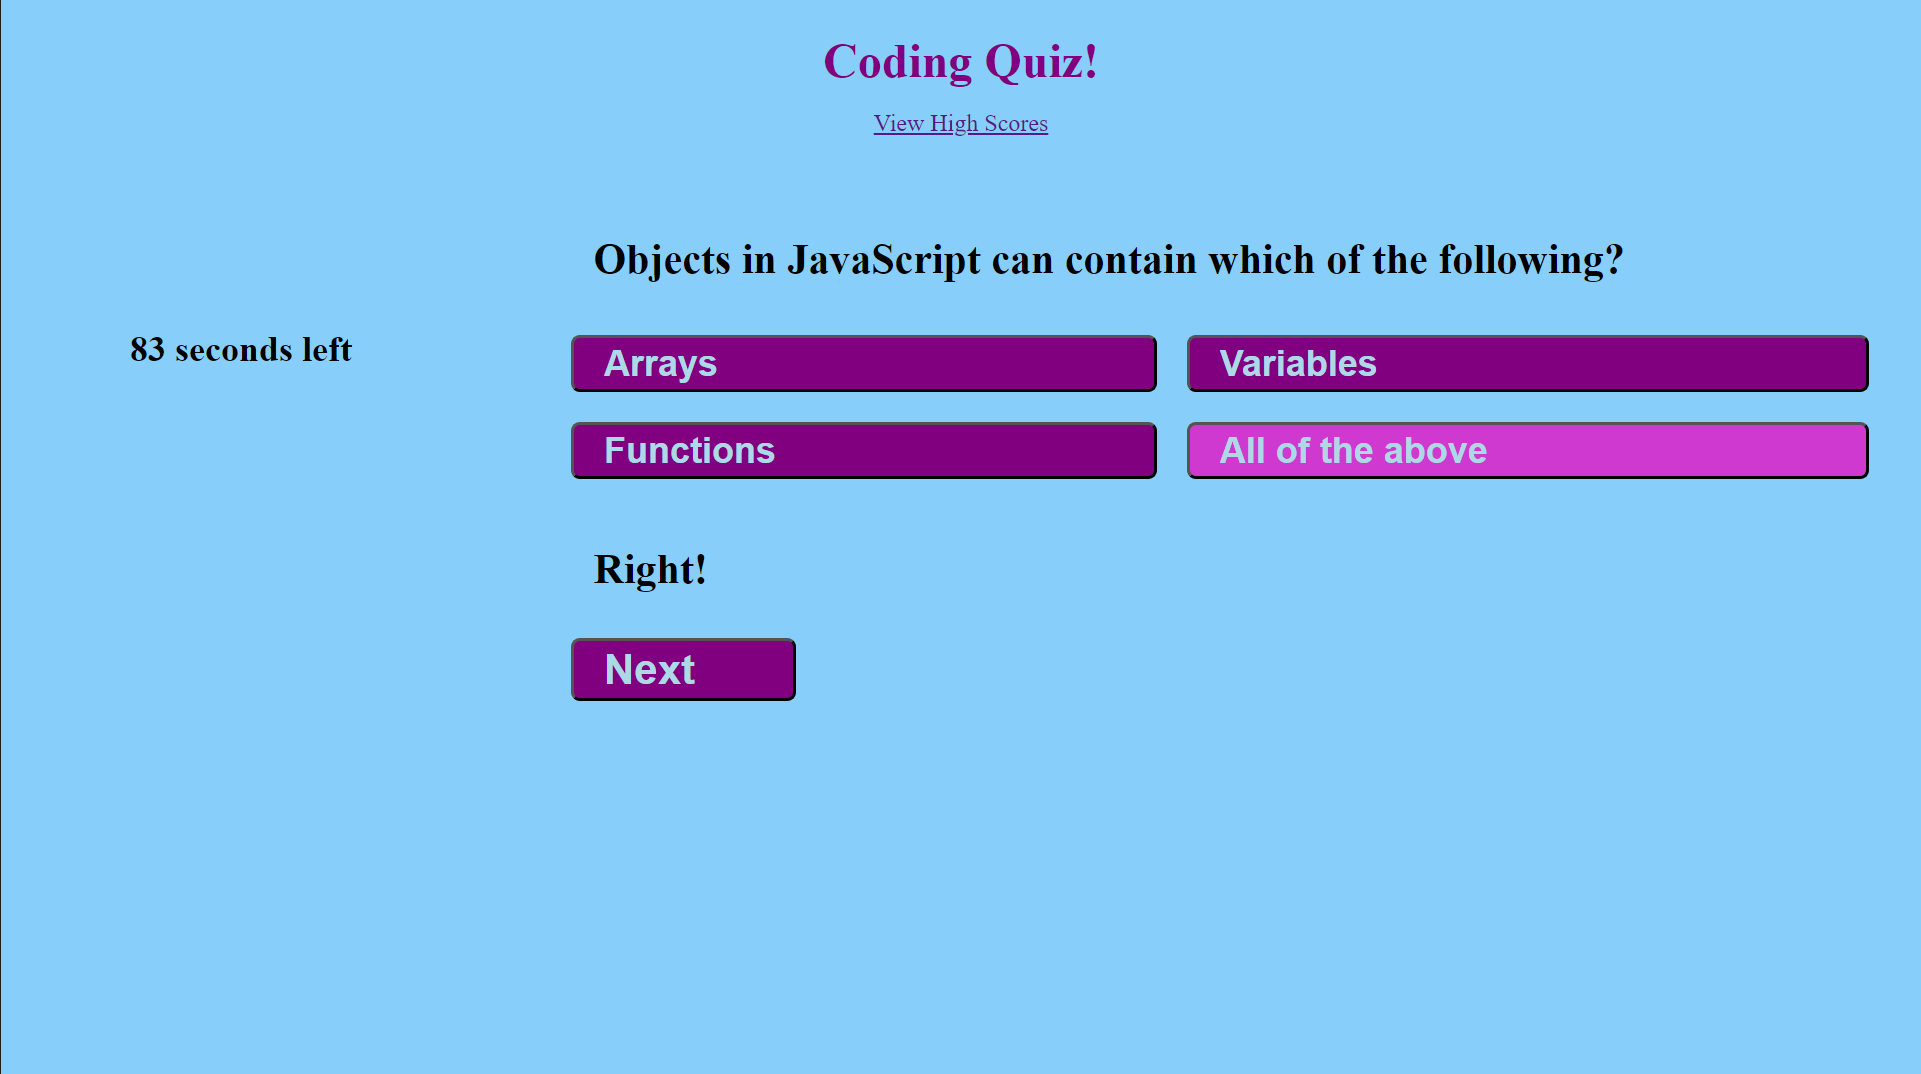 Coding Quiz!
View High Scores
Objects in JavaScript can contain which of the following?
83 seconds left
Arrays
Variables
Functions
All of the above
Right!
Next